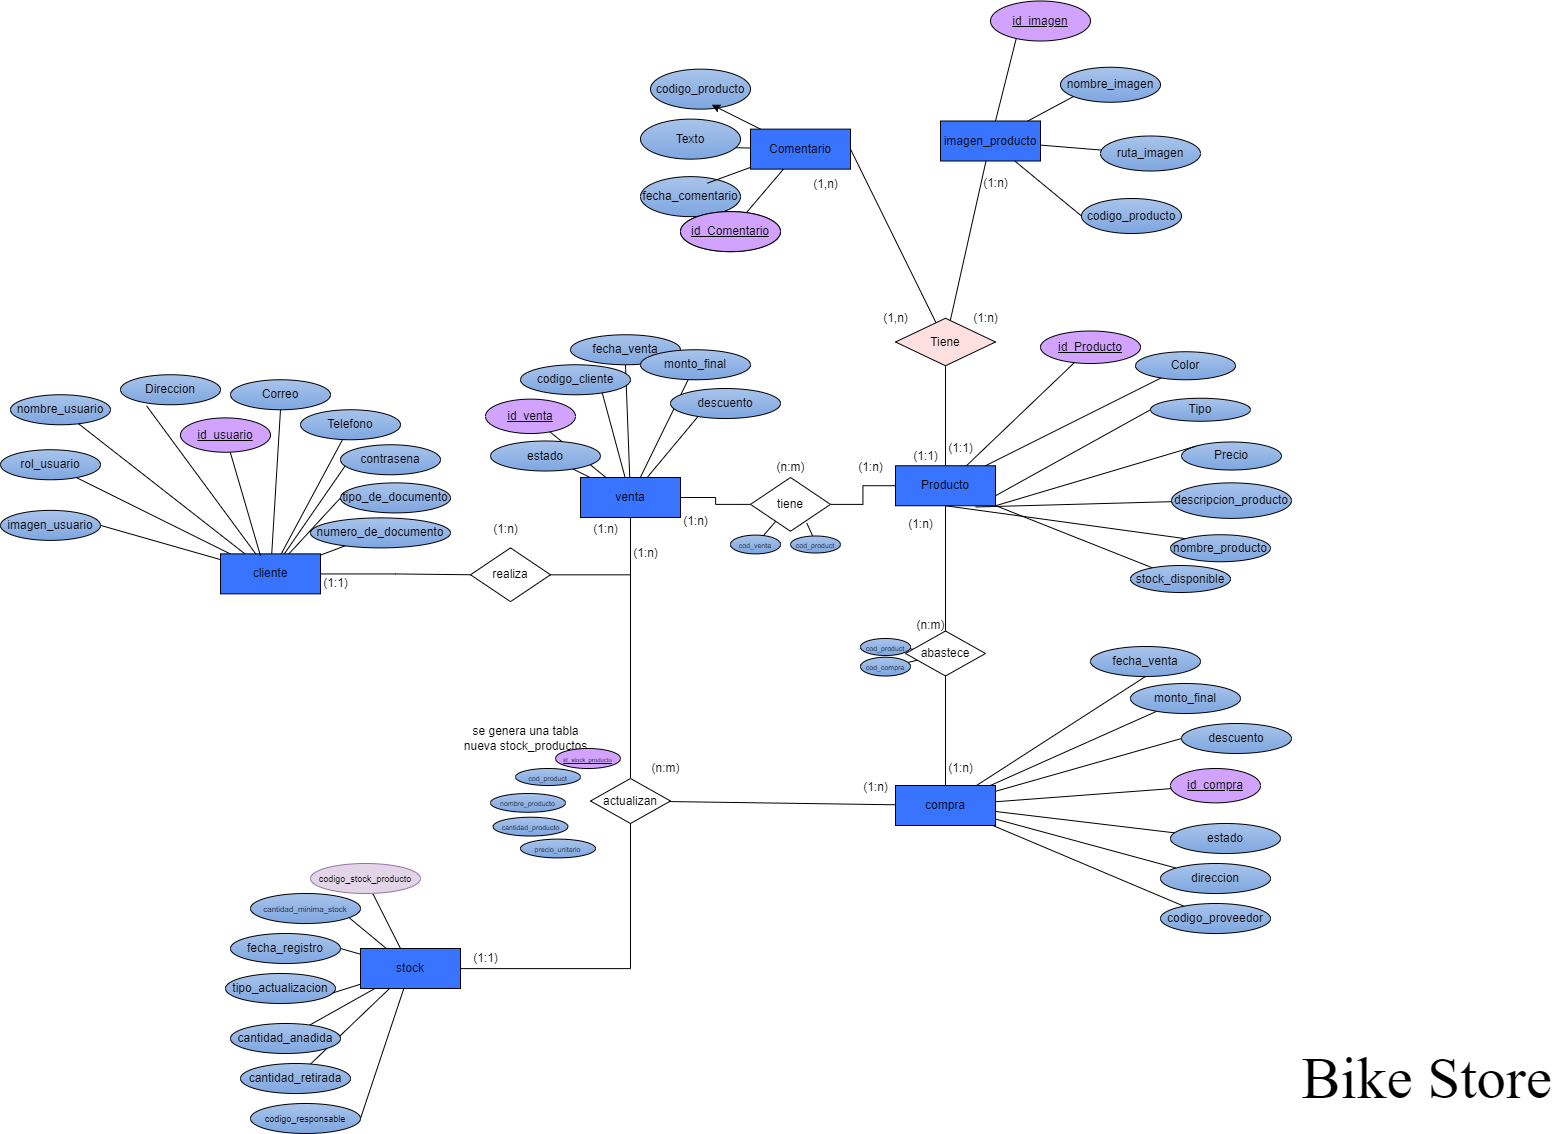 id_imagen
nombre_imagen
codigo_producto
Texto
Comentario
imagen_producto
ruta_imagen
(1,n)
(1:n)
fecha_comentario
codigo_producto
id_Comentario
(1,n)
(1:n)
Tiene
id_Producto
fecha_venta
monto_final
Color
codigo_cliente
Direccion
Correo
descuento
nombre_usuario
id_venta
Tipo
Telefono
id_usuario
(1:1)
(1:1)
estado
Precio
rol_usuario
contrasena
(n:m)
(1:n)
Producto
tipo_de_documento
venta
tiene
descripcion_producto
imagen_usuario
numero_de_documento
(1:n)
(1:n)
(1:n)
(1:n)
cod_venta
cod_product
nombre_producto
(1:n)
cliente
(1:1)
realiza
stock_disponible
(n:m)
cod_product
abastece
cod_compra
fecha_venta
monto_final
se genera una tabla
nueva stock_productos
descuento
id_stock_producto
(n:m)
(1:n)
cod_product
(1:n)
id_compra
nombre_producto
actualizan
compra
cantidad_producto
estado
precio_unitario
codigo_stock_producto
direccion
cantidad_minima_stock
codigo_proveedor
fecha_registro
(1:1)
stock
tipo_actualizacion
cantidad_anadida
cantidad_retirada
Bike Store
codigo_responsable